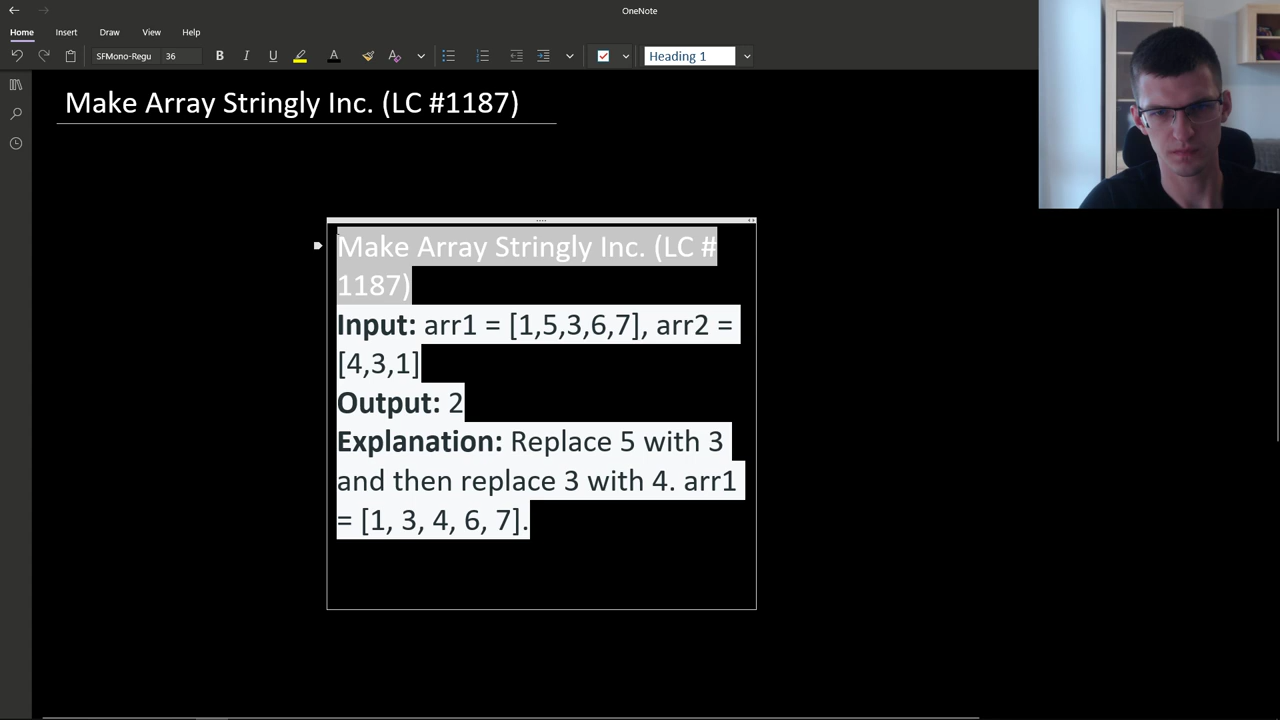 OneNote
Home Insert Draw View Help
SFMono-Regu 36 B I U A Heading 1
Make Array Stringly Inc. (LC #1187)
Make Array Stringly Inc. (LC #
1187)
Input: arr1 = [1,5,3,6,7], arr2 =
[4,3,1]
Output: 2
Explanation: Replace 5 with 3
and then replace 3 with 4. arr1
= [1, 3, 4, 6, 7].